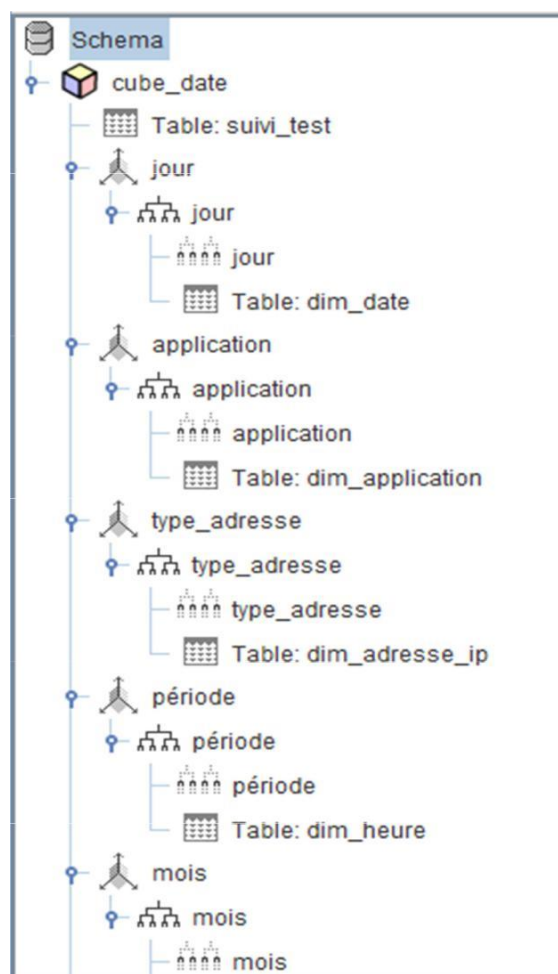 Schema
cube_date
Table: suivi_test
jour
jour
jour
Table: dim_date
application
application
application
Table: dim_application
type_adresse
type_adresse
type_adresse
Table: dim_adresse_ip
période
période
période
Table: dim_heure
mois
mois
mois